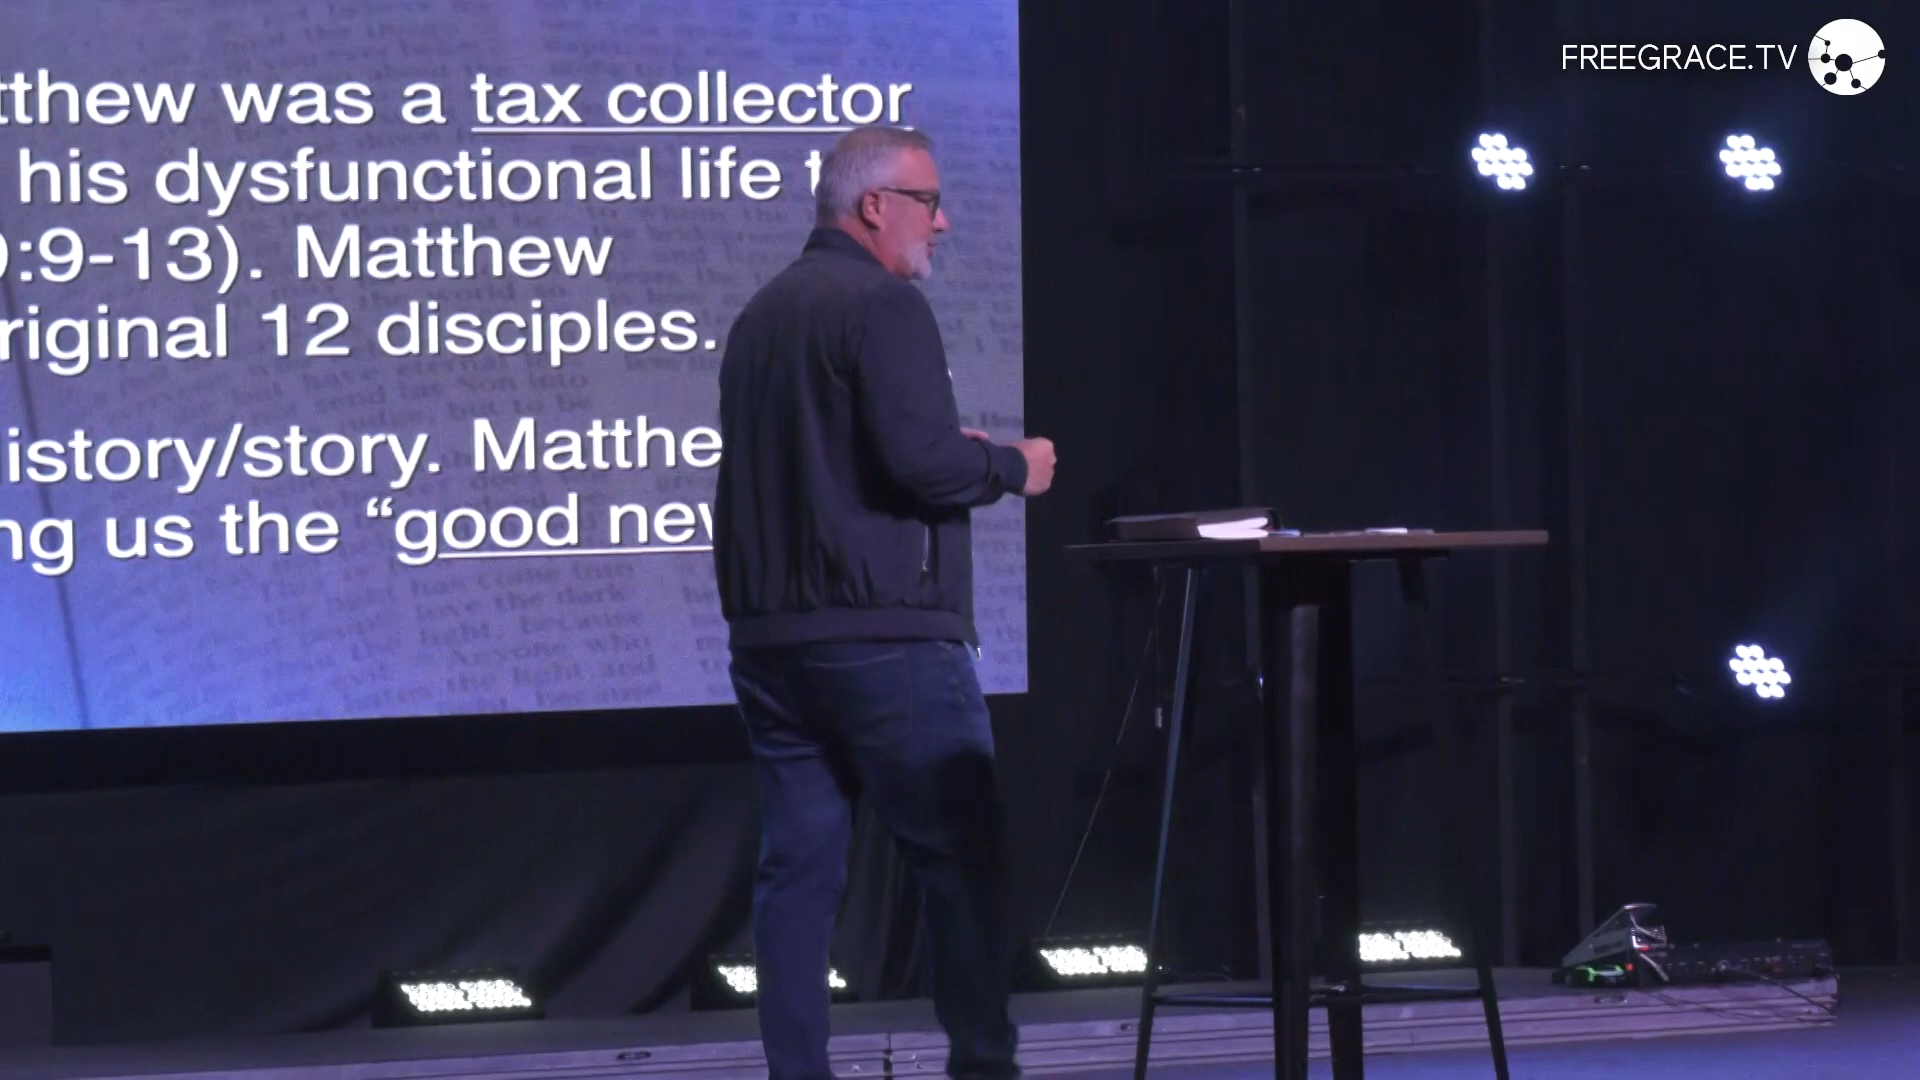 FREEGRACE.TV
tthew was a tax collector
his dysfunctional life t
:9-13). Matthew
riginal 12 disciples.
istory/story. Matthe
ng us the “good new